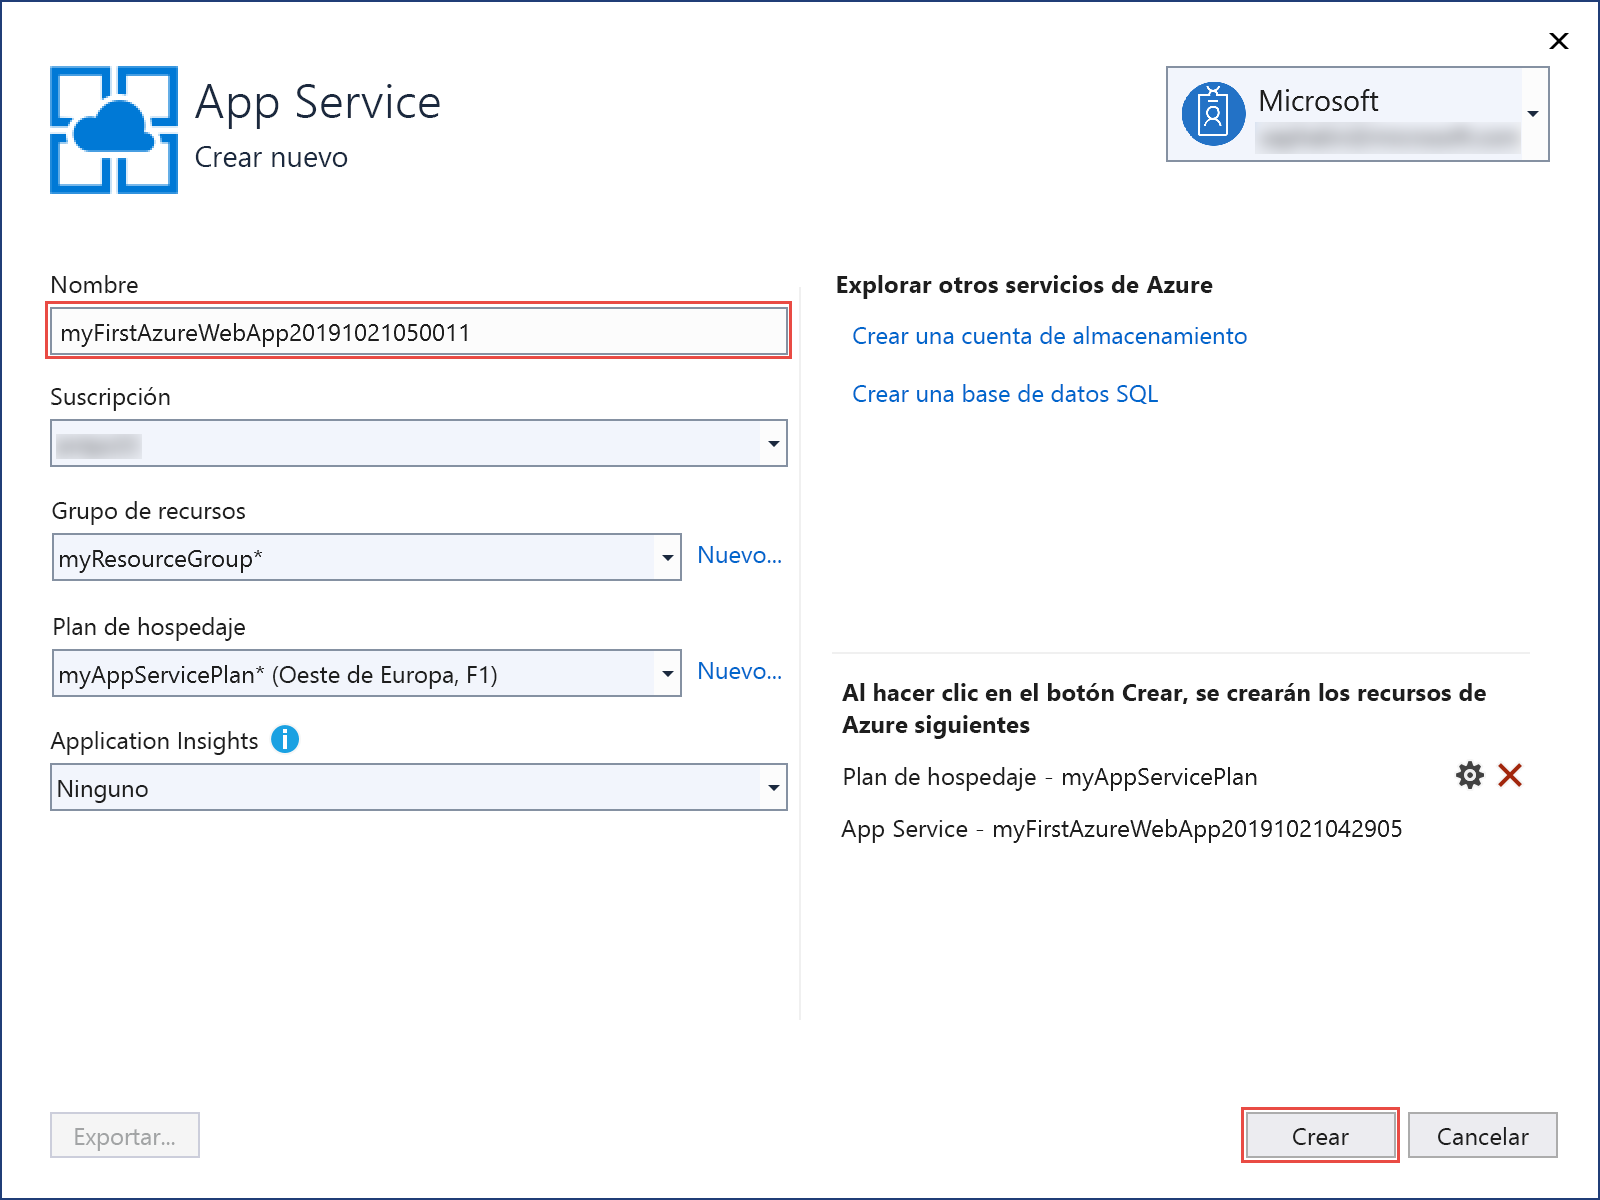 App Service
Crear nuevo
Microsoft
Nombre
myFirstAzureWebApp20191021050011
Suscripción
Grupo de recursos
myResourceGroup*
Nuevo...
Plan de hospedaje
myAppServicePlan* (Oeste de Europa, F1)
Nuevo...
Application Insights
Ninguno
Explorar otros servicios de Azure
Crear una cuenta de almacenamiento
Crear una base de datos SQL
Al hacer clic en el botón Crear, se crearán los recursos de
Azure siguientes
Plan de hospedaje - myAppServicePlan
App Service - myFirstAzureWebApp20191021042905
Exportar...
Crear
Cancelar